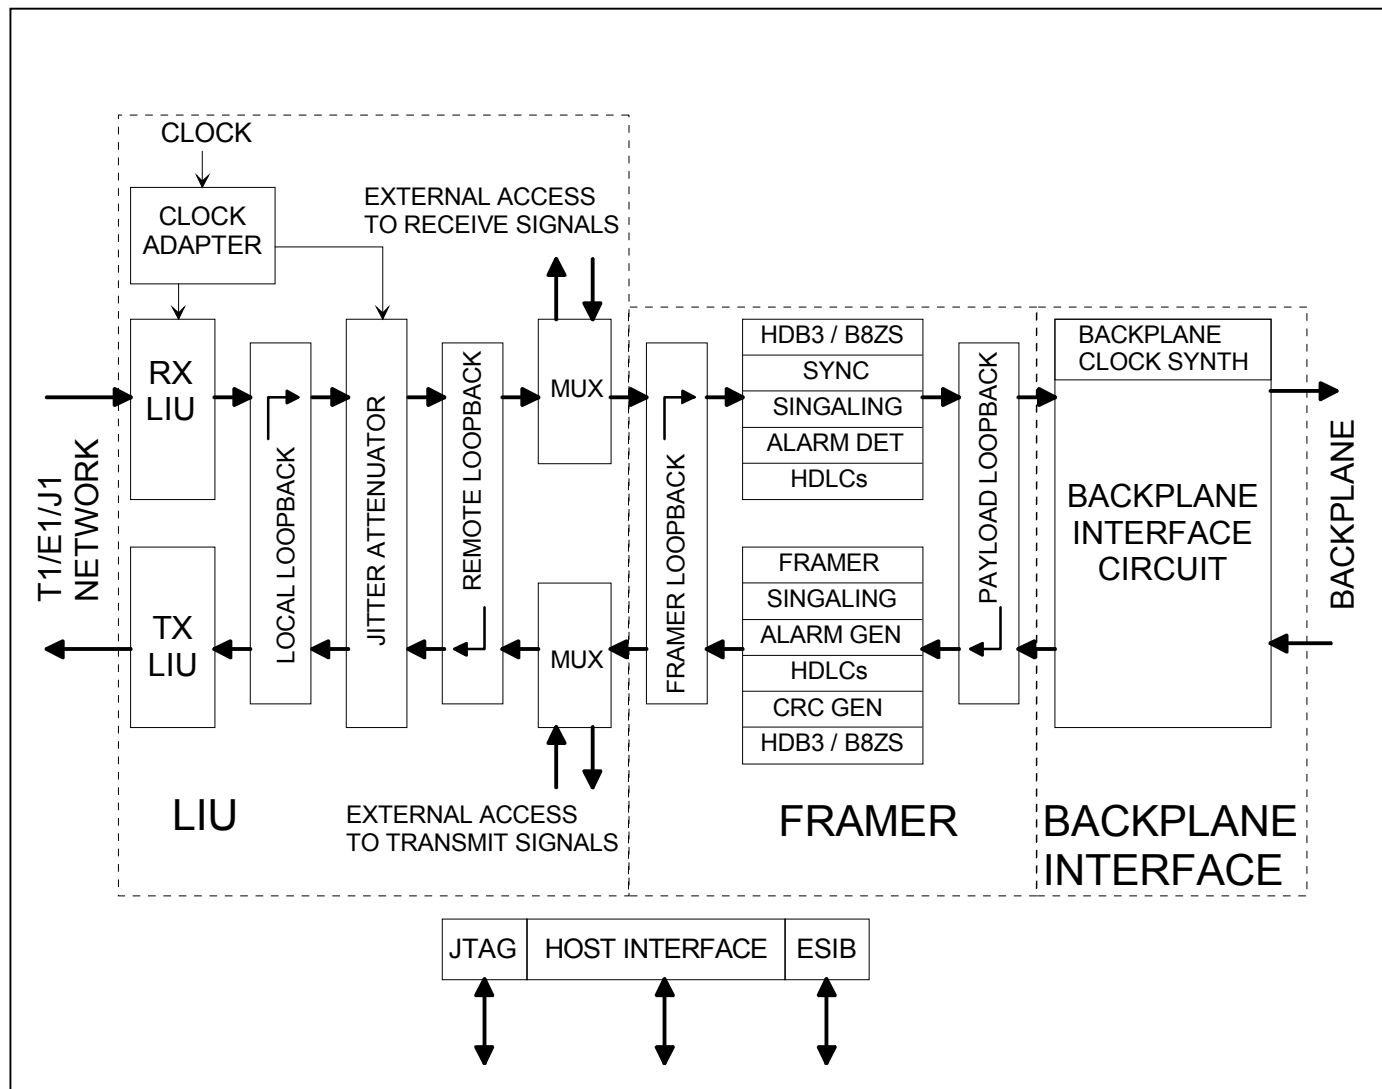 CLOCK
CLOCK
ADAPTER
EXTERNAL ACCESS
TO RECEIVE SIGNALS
T1/E1/J1
NETWORK
RX
LIU
TX
LIU
LOCAL LOOPBACK
JITTER ATTENUATOR
REMOTE LOOPBACK
MUX
MUX
EXTERNAL ACCESS
TO TRANSMIT SIGNALS
LIU
FRAMER LOOPBACK
HDB3 / B8ZS
SYNC
SINGALING
ALARM DET
HDLCs
FRAMER
SINGALING
ALARM GEN
HDLCs
CRC GEN
HDB3 / B8ZS
PAYLOAD LOOPBACK
FRAMER
BACKPLANE
CLOCK SYNTH
BACKPLANE
INTERFACE
CIRCUIT
BACKPLANE
BACKPLANE
INTERFACE
JTAG
HOST INTERFACE
ESIB